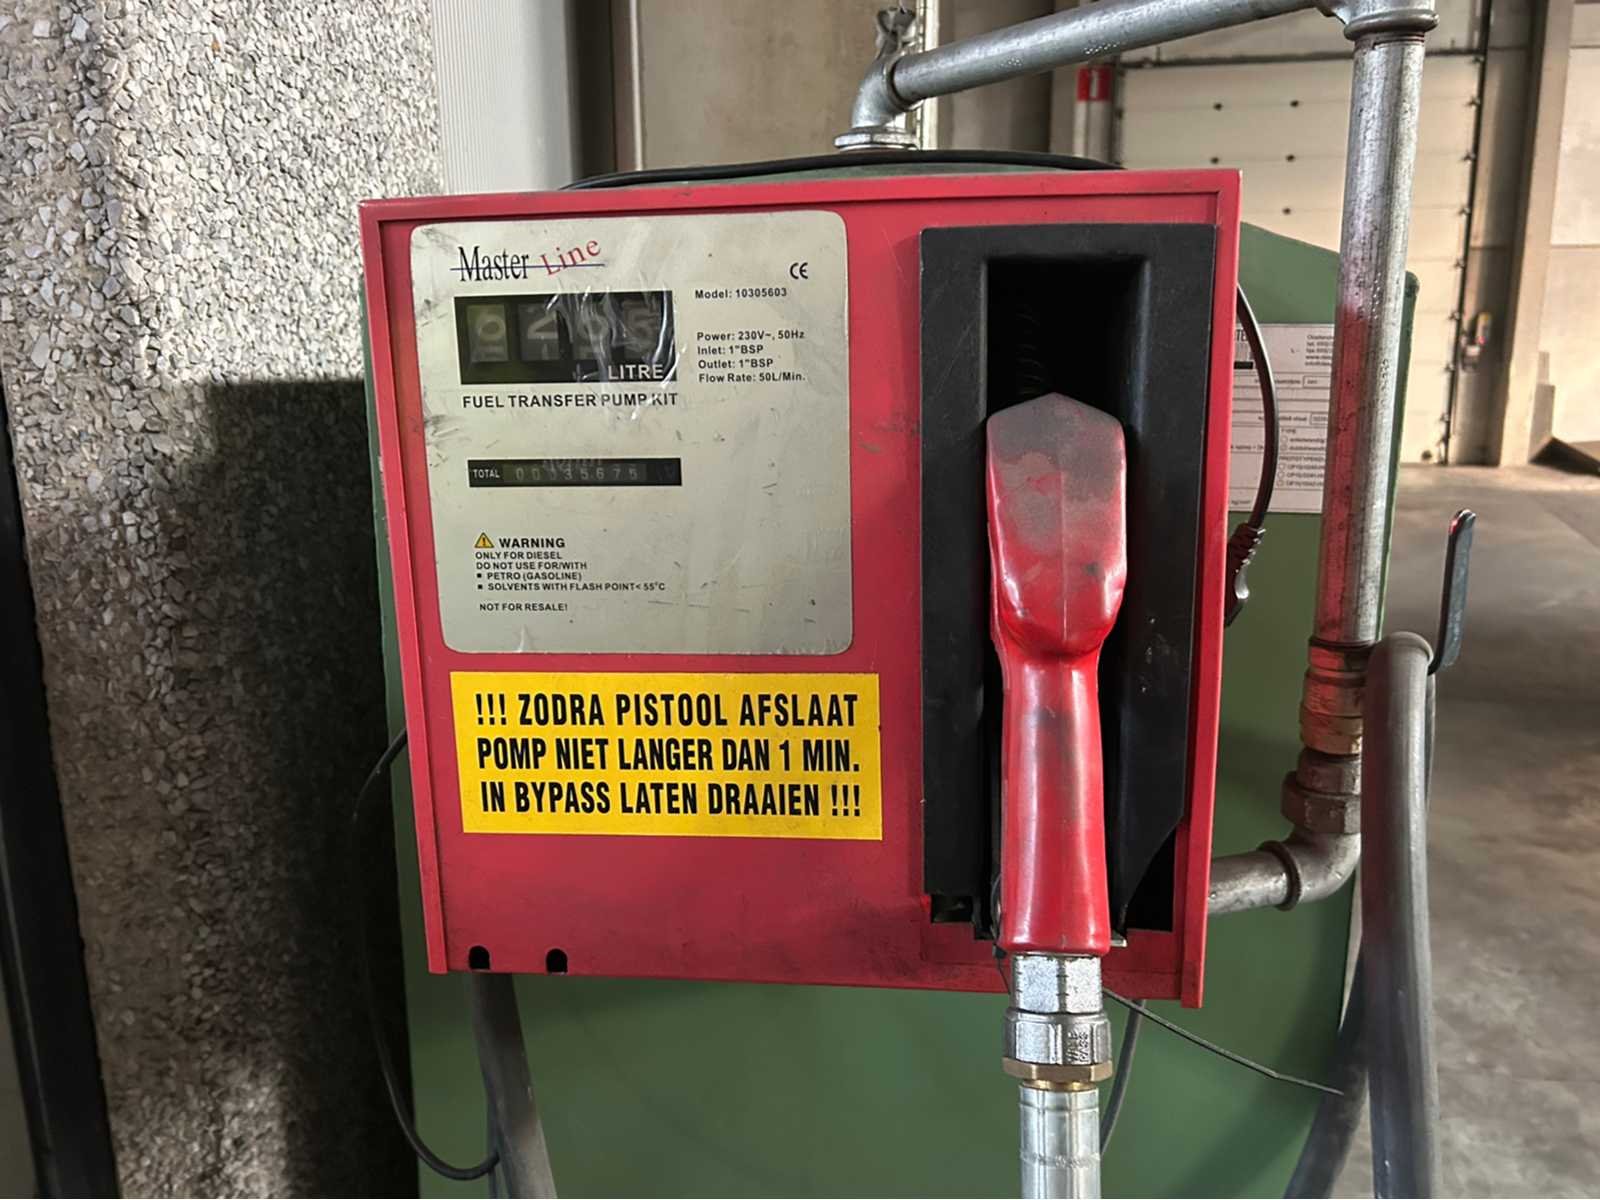 Master Line
CE
Model: 10305603
LITRE
Power: 230V~, 50Hz
Inlet: 1"BSP
Outlet: 1"BSP
Flow Rate: 50L/Min.
FUEL TRANSFER PUMP KIT
TOTAL 00035675
WARNING
ONLY FOR DIESEL
DO NOT USE FOR/WITH
▪ PETRO (GASOLINE)
▪ SOLVENTS WITH FLASH POINT< 55°C
NOT FOR RESALE!
!!! ZODRA PISTOOL AFSLAAT
POMP NIET LANGER DAN 1 MIN.
IN BYPASS LATEN DRAAIEN !!!